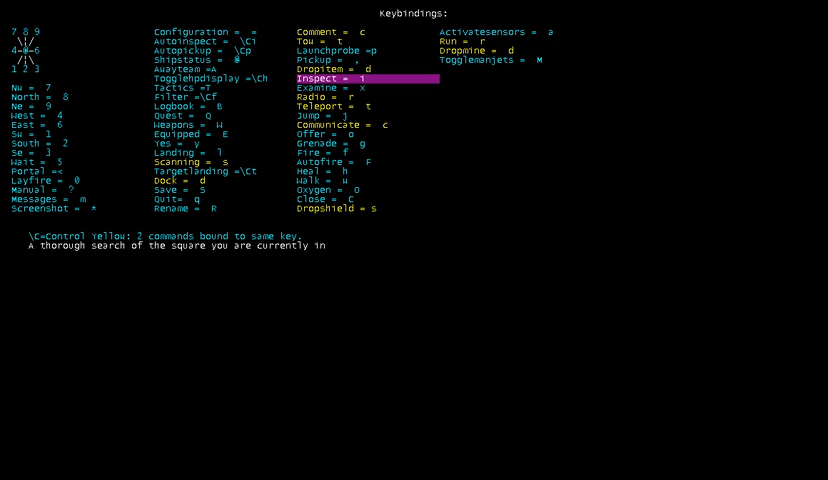 Keybindings:
7 8 9
\¦/
4-@-6
/¦\
1 2 3
Nw = 7
North = 8
Ne = 9
West = 4
East = 6
Sw = 1
South = 2
Se = 3
Wait = 5
Portal =<
Layfire = 0
Manual = ?
Messages = m
Screenshot = *
Configuration = =
Autoinspect = \Ci
Autopickup = \Cp
Shipstatus = @
Awayteam =A
Togglehpdisplay =\Ch
Tactics =T
Filter =\Cf
Logbook = B
Quest = Q
Weapons = W
Equipped = E
Yes = y
Landing = l
Scanning = s
Targetlanding =\Ct
Dock = d
Save = S
Quit= q
Rename = R
Comment = c
Tow = t
Launchprobe =p
Pickup = ,
Dropitem = d
Inspect = i
Examine = x
Radio = r
Teleport = t
Jump = j
Communicate = c
Offer = o
Grenade = g
Fire = f
Autofire = F
Heal = h
Walk = w
Oxygen = O
Close = C
Dropshield = s
Activatesensors = a
Run = r
Dropmine = d
Togglemanjets = M
\C=Control Yellow: 2 commands bound to same key.
A thorough search of the square you are currently in